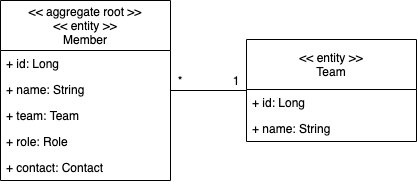 << aggregate root >>
<< entity >>
Member
+ id: Long
+ name: String
+ team: Team
+ role: Role
+ contact: Contact
* 1
<< entity >>
Team
+ id: Long
+ name: String